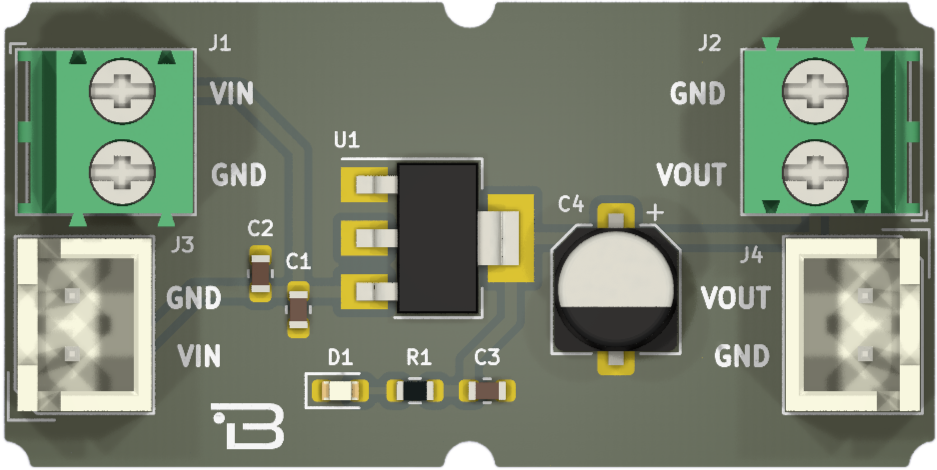 J1
J2
VIN
GND
U1
GND
VOUT
C4 +
C2
J3
C1
J4
GND
VOUT
VIN
GND
D1
R1
C3
B